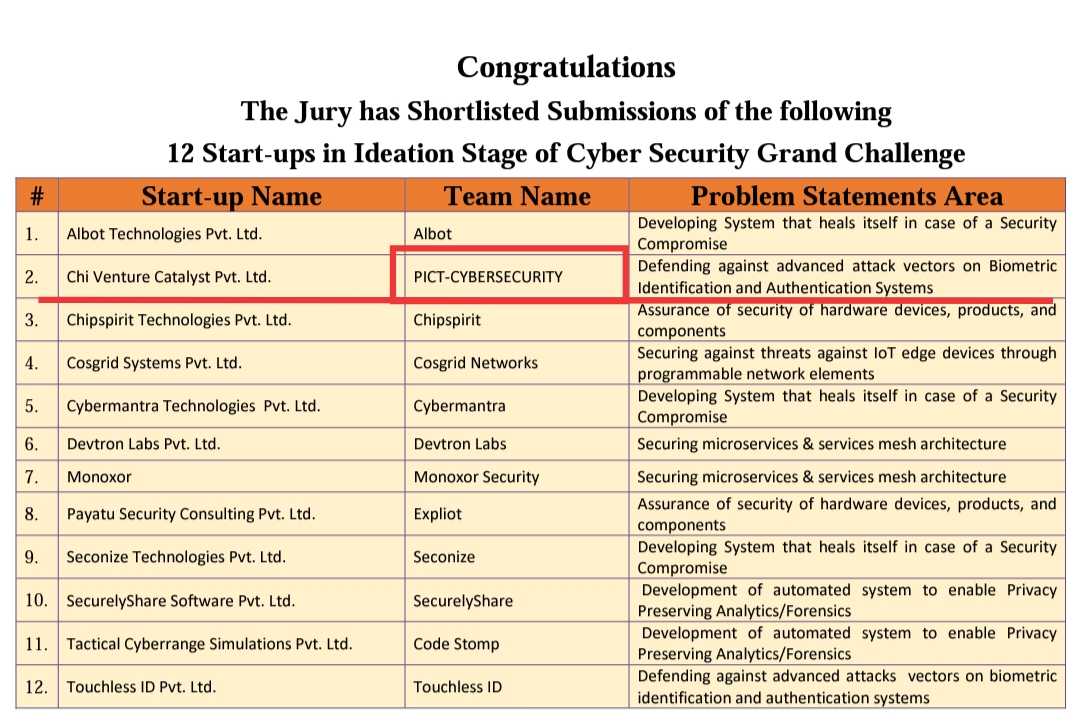 Congratulations
The Jury has Shortlisted Submissions of the following
12 Start-ups in Ideation Stage of Cyber Security Grand Challenge
# Start-up Name Team Name Problem Statements Area
1. Albot Technologies Pvt. Ltd. Albot Developing System that heals itself in case of a Security
Compromise
2. Chi Venture Catalyst Pvt. Ltd. PICT-CYBERSECURITY Defending against advanced attack vectors on Biometric
Identification and Authentication Systems
3. Chipspirit Technologies Pvt. Ltd. Chipspirit Assurance of security of hardware devices, products, and
components
4. Cosgrid Systems Pvt. Ltd. Cosgrid Networks Securing against threats against IoT edge devices through
programmable network elements
5. Cybermantra Technologies Pvt. Ltd. Cybermantra Developing System that heals itself in case of a Security
Compromise
6. Devtron Labs Pvt. Ltd. Devtron Labs Securing microservices & services mesh architecture
7. Monoxor Monoxor Security Securing microservices & services mesh architecture
8. Payatu Security Consulting Pvt. Ltd. Expliot Assurance of security of hardware devices, products, and
components
9. Seconize Technologies Pvt. Ltd. Seconize Developing System that heals itself in case of a Security
Compromise
10. SecurelyShare Software Pvt. Ltd. SecurelyShare Development of automated system to enable Privacy
Preserving Analytics/Forensics
11. Tactical Cyberrange Simulations Pvt. Ltd. Code Stomp Development of automated system to enable Privacy
Preserving Analytics/Forensics
12. Touchless ID Pvt. Ltd. Touchless ID Defending against advanced attacks vectors on biometric
identification and authentication systems